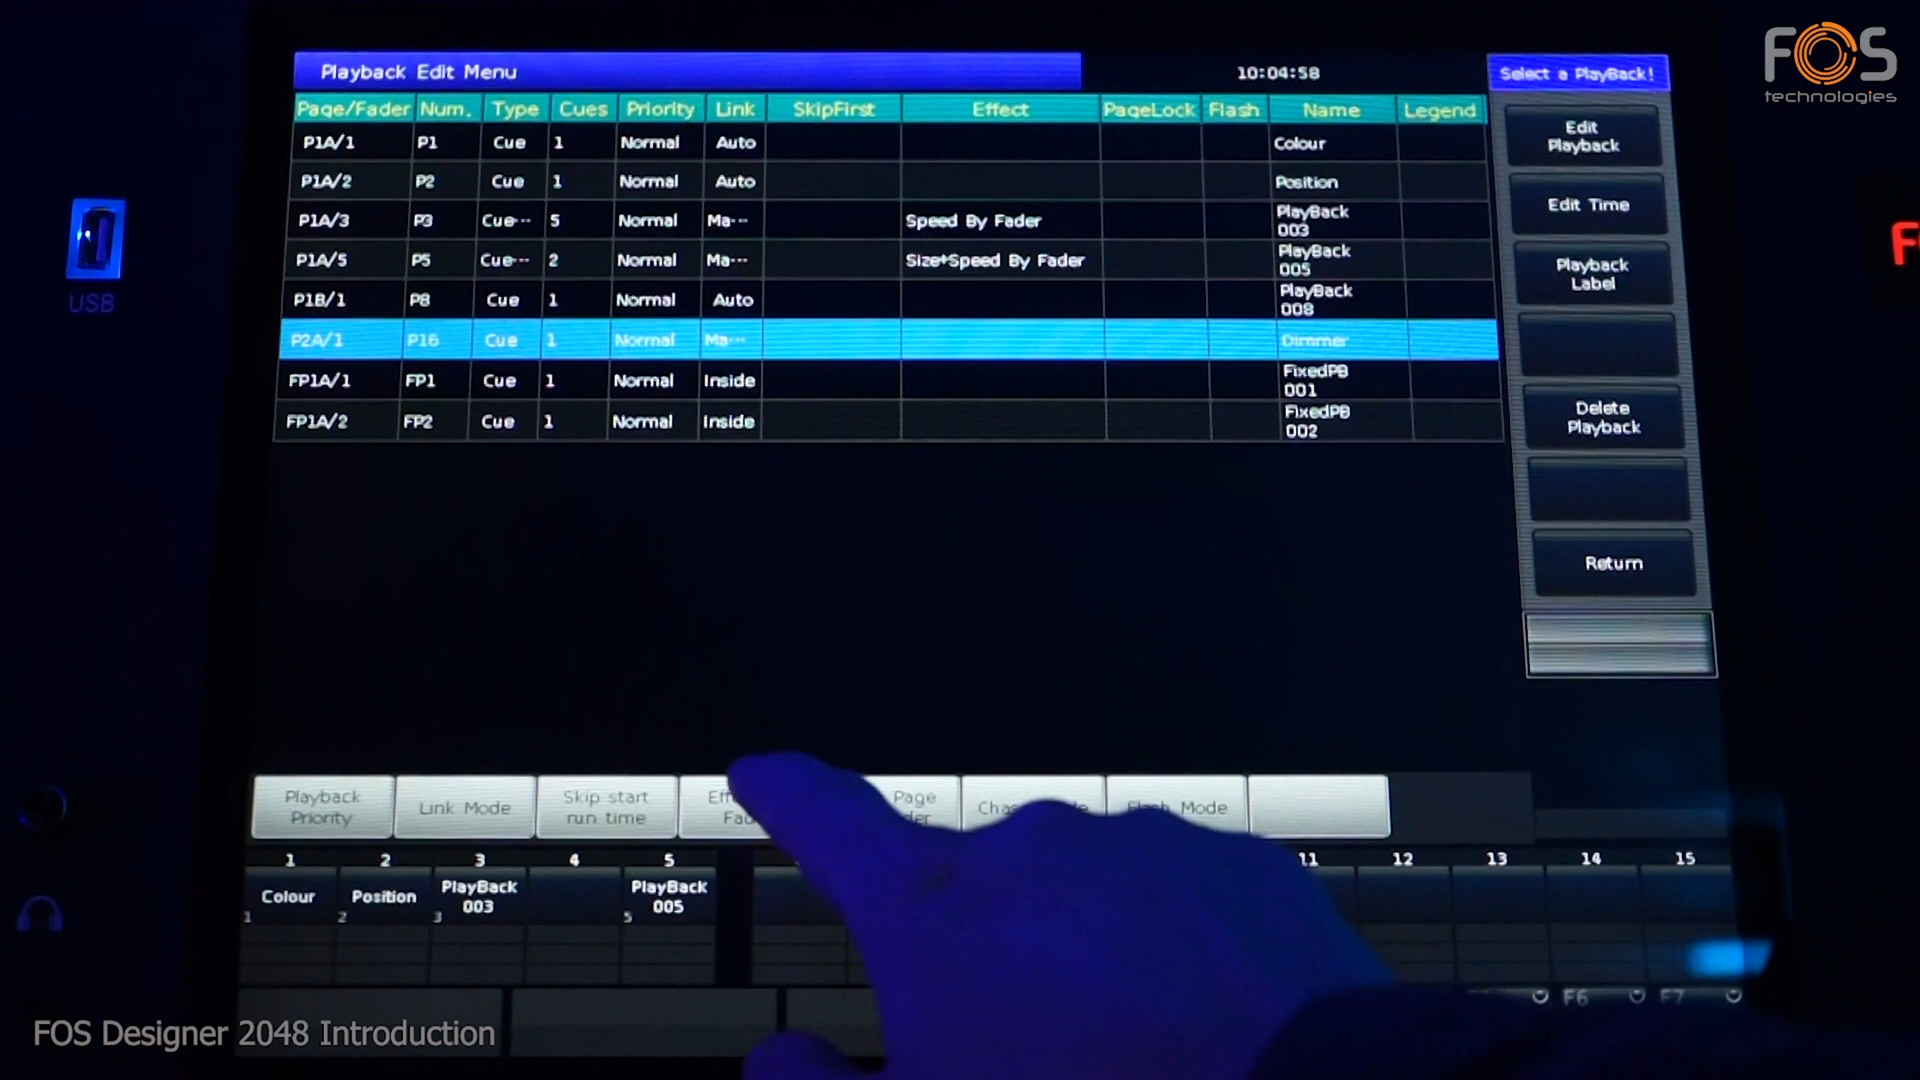 FOS
technologies
Playback Edit Menu
10:04:58
Select a PlayBack!
Page/Fader Num. Type Cues Priority Link SkipFirst Effect PageLock Flash Name Legend
P1A/1 P1 Cue 1 Normal Auto Colour
P1A/2 P2 Cue 1 Normal Auto Position
P1A/3 P3 Cue··· 5 Normal Ma··· Speed By Fader PlayBack 003
P1A/5 P5 Cue··· 2 Normal Ma··· Size+Speed By Fader PlayBack 005
P1B/1 P8 Cue 1 Normal Auto PlayBack 008
P2A/1 P16 Cue 1 Normal Ma··· Dimmer
FP1A/1 FP1 Cue 1 Normal Inside FixedPB 001
FP1A/2 FP2 Cue 1 Normal Inside FixedPB 002
Edit
Playback
Edit Time
Playback
Label
Delete
Playback
Return
USB
Playback
Priority
Link Mode
Skip start
run time
Page
Mode
1 2 3 4 5 11 12 13 14 15
Colour
1
Position
2
PlayBack
003
3
PlayBack
005
5
F6 F7
FOS Designer 2048 Introduction